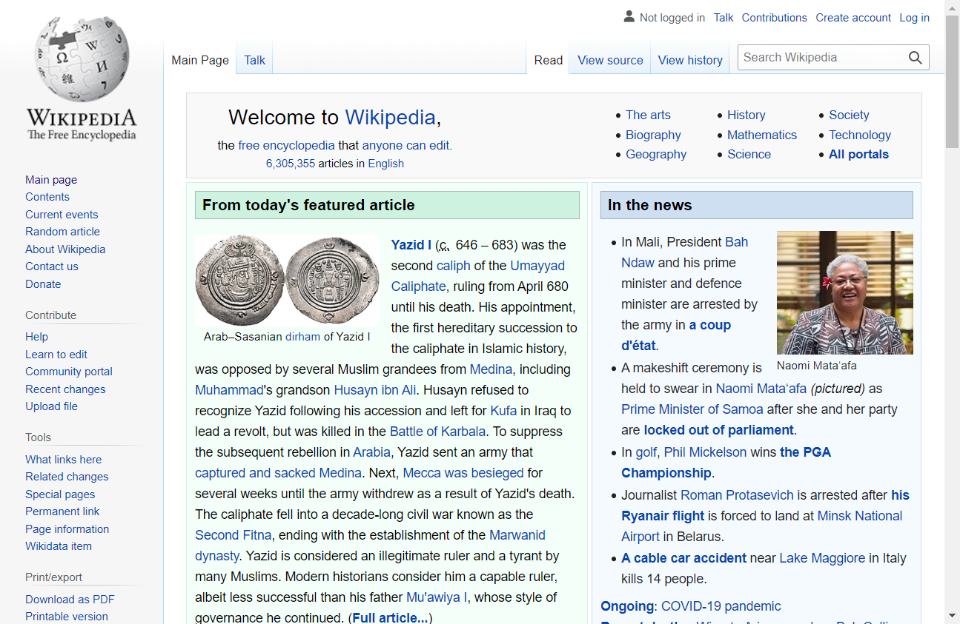 Not logged in Talk Contributions Create account Log in
Main Page Talk Read View source View history Search Wikipedia
WIKIPEDIA
The Free Encyclopedia
Main page
Contents
Current events
Random article
About Wikipedia
Contact us
Donate
Contribute
Help
Learn to edit
Community portal
Recent changes
Upload file
Tools
What links here
Related changes
Special pages
Permanent link
Page information
Wikidata item
Print/export
Download as PDF
Printable version
Welcome to Wikipedia,
the free encyclopedia that anyone can edit.
6,305,355 articles in English
The arts
Biography
Geography
History
Mathematics
Science
Society
Technology
All portals
From today's featured article
Arab–Sasanian dirham of Yazid I
Yazid I (c. 646 – 683) was the
second caliph of the Umayyad
Caliphate, ruling from April 680
until his death. His appointment,
the first hereditary succession to
the caliphate in Islamic history,
was opposed by several Muslim grandees from Medina, including
Muhammad's grandson Husayn ibn Ali. Husayn refused to
recognize Yazid following his accession and left for Kufa in Iraq to
lead a revolt, but was killed in the Battle of Karbala. To suppress
the subsequent rebellion in Arabia, Yazid sent an army that
captured and sacked Medina. Next, Mecca was besieged for
several weeks until the army withdrew as a result of Yazid's death.
The caliphate fell into a decade-long civil war known as the
Second Fitna, ending with the establishment of the Marwanid
dynasty. Yazid is considered an illegitimate ruler and a tyrant by
many Muslims. Modern historians consider him a capable ruler,
albeit less successful than his father Mu'awiya I, whose style of
governance he continued. (Full article...)
In the news
In Mali, President Bah
Ndaw and his prime
minister and defence
minister are arrested by
the army in a coup
d'état.
Naomi Mataʻafa
A makeshift ceremony is
held to swear in Naomi Mataʻafa (pictured) as
Prime Minister of Samoa after she and her party
are locked out of parliament.
In golf, Phil Mickelson wins the PGA
Championship.
Journalist Roman Protasevich is arrested after his
Ryanair flight is forced to land at Minsk National
Airport in Belarus.
A cable car accident near Lake Maggiore in Italy
kills 14 people.
Ongoing: COVID-19 pandemic